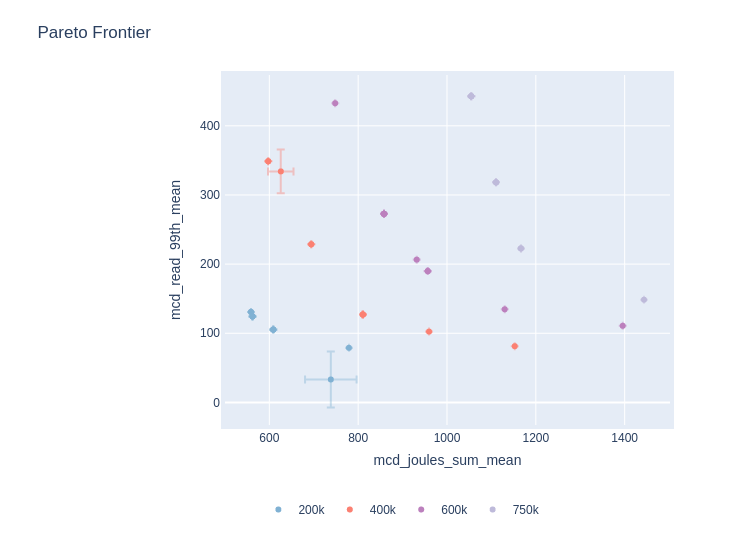 Pareto Frontier
mcd_read_99th_mean
400
300
200
100
0
600 800 1000 1200 1400
mcd_joules_sum_mean
200k 400k 600k 750k